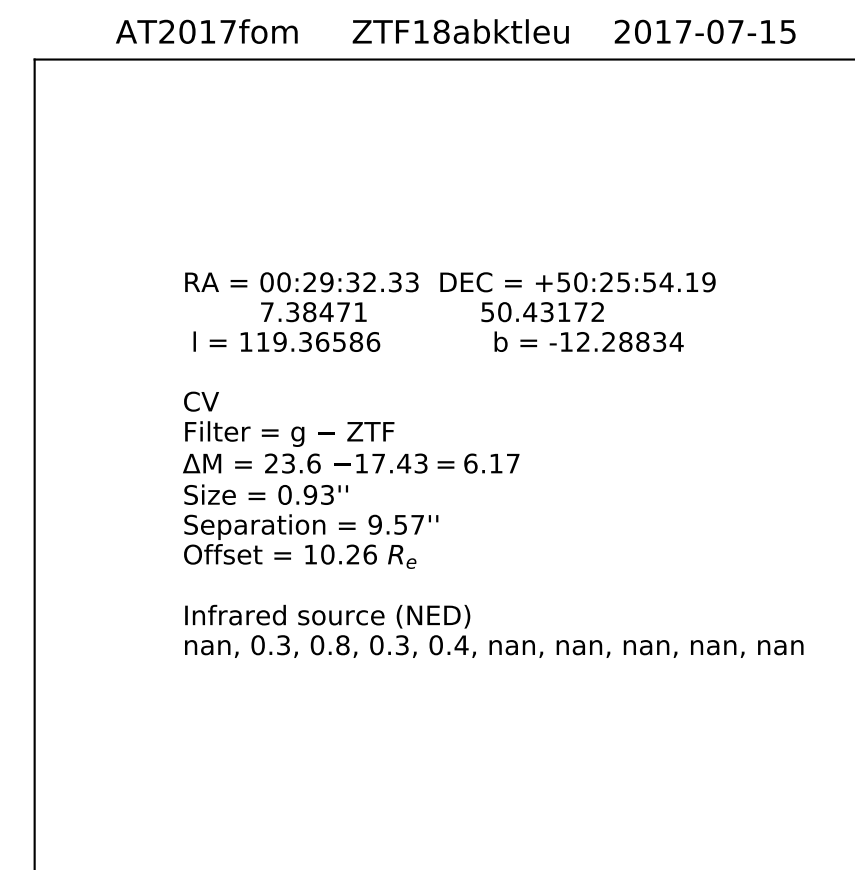 AT2017fom ZTF18abktleu 2017-07-15
RA = 00:29:32.33 DEC = +50:25:54.19
7.38471 50.43172
l = 119.36586 b = -12.28834
CV
Filter = g − ZTF
ΔM = 23.6 −17.43 = 6.17
Size = 0.93''
Separation = 9.57''
Offset = 10.26 Rₑ
Infrared source (NED)
nan, 0.3, 0.8, 0.3, 0.4, nan, nan, nan, nan, nan